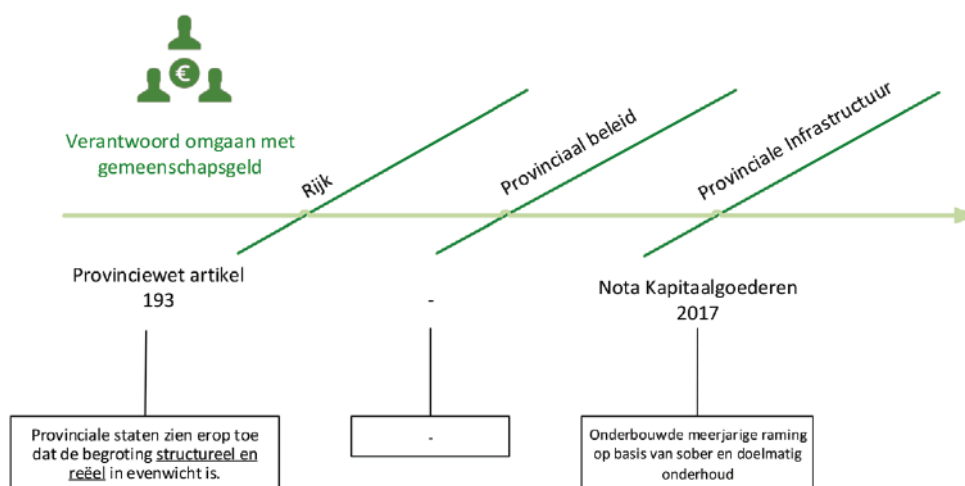 €
Verantwoord omgaan met
gemeenschapsgeld
Rijk
Provinciaal beleid
Provinciale Infrastructuur
Provinciewet artikel
193
-
Nota Kapitaalgoederen
2017
Provinciale staten zien erop toe
dat de begroting structureel en
reëel in evenwicht is.
-
Onderbouwde meerjarige raming
op basis van sober en doelmatig
onderhoud